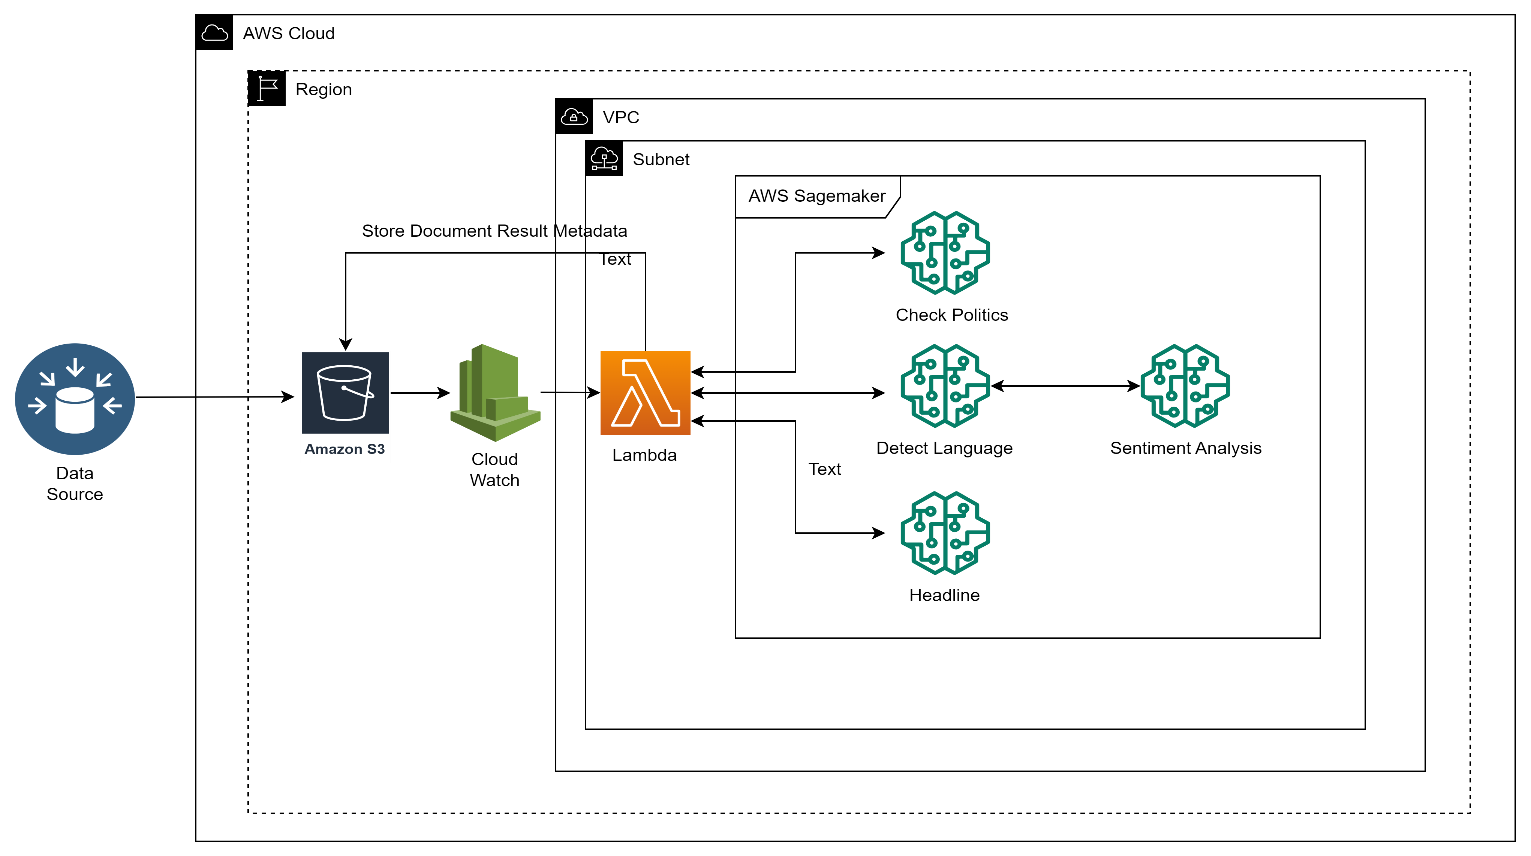 AWS Cloud
Region
VPC
Subnet
AWS Sagemaker
Store Document Result Metadata
Text
Check Politics
Data
Source
Amazon S3
Cloud
Watch
Lambda
Detect Language
Sentiment Analysis
Text
Headline